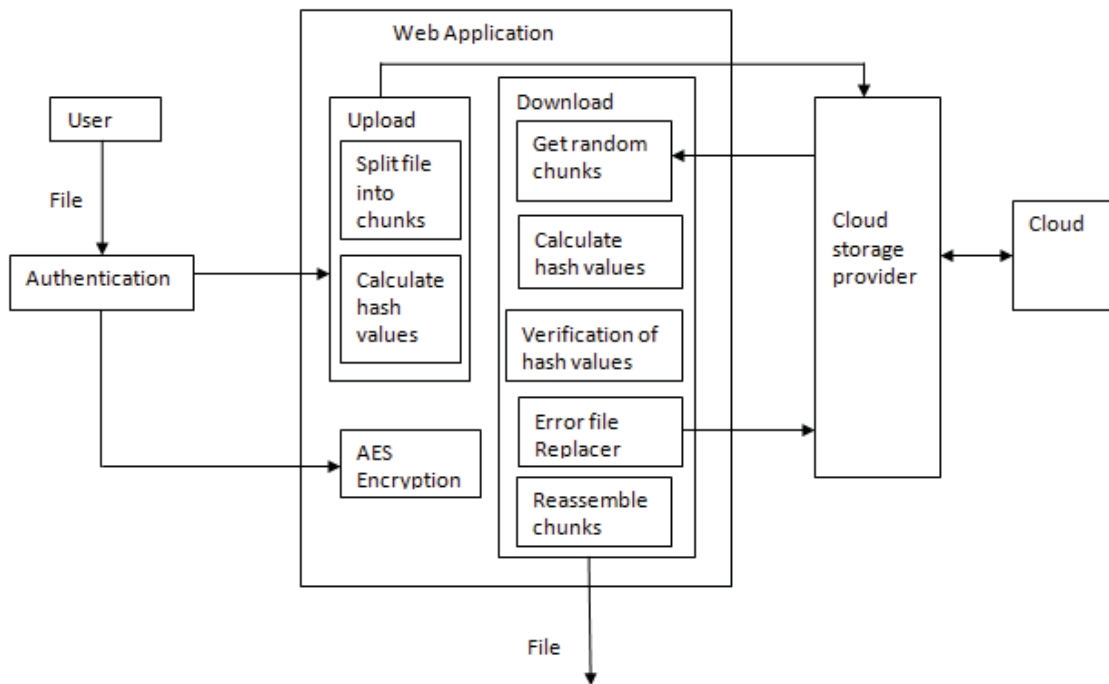 Web Application
User
File
Authentication
Upload
Split file
into
chunks
Calculate
hash
values
AES
Encryption
Download
Get random
chunks
Calculate
hash values
Verification of
hash values
Error file
Replacer
Reassemble
chunks
Cloud
storage
provider
Cloud
File